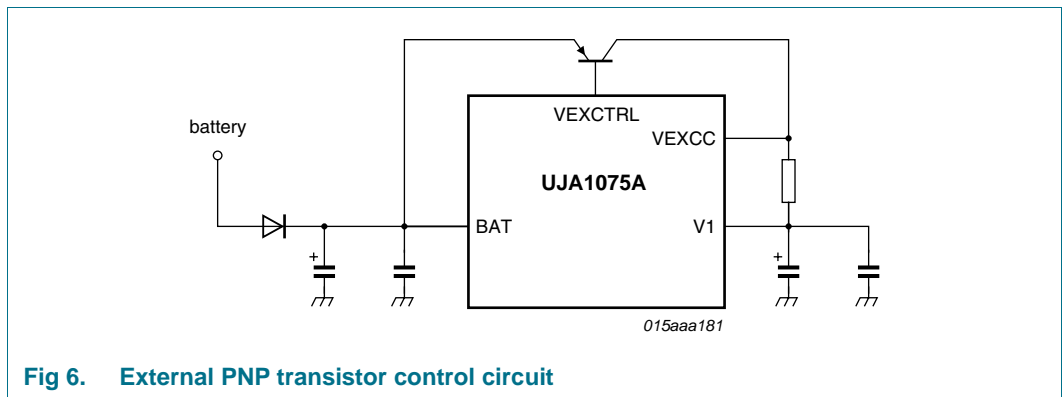 VEXCTRL
battery
VEXCC
UJA1075A
BAT
V1
+
+
015aaa181
Fig 6. External PNP transistor control circuit